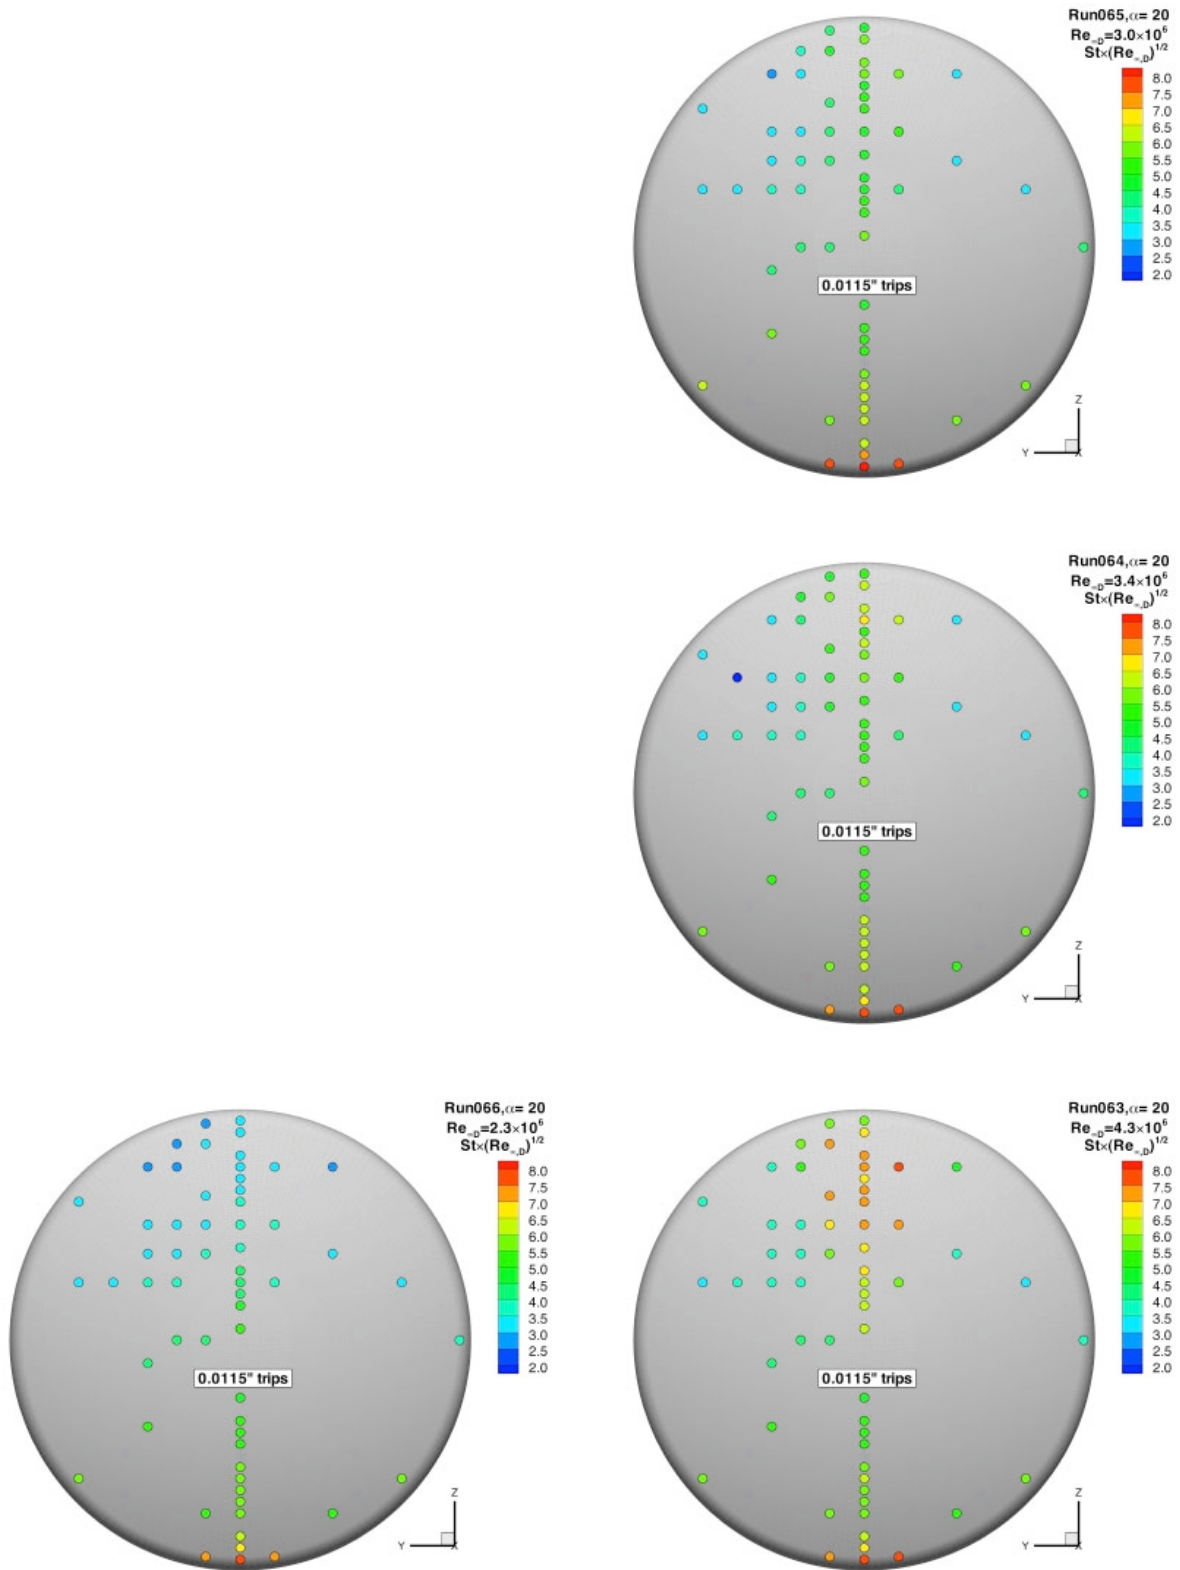 Run065,α= 20
Re∞D=3.0×10⁶
St×(Re∞,D)¹/²
8.0
7.5
7.0
6.5
6.0
5.5
5.0
4.5
4.0
3.5
3.0
2.5
2.0
0.0115" trips
Z
Y
X
Run064,α= 20
Re∞D=3.4×10⁶
St×(Re∞,D)¹/²
8.0
7.5
7.0
6.5
6.0
5.5
5.0
4.5
4.0
3.5
3.0
2.5
2.0
0.0115" trips
Z
Y
X
Run066,α= 20
Re∞D=2.3×10⁶
St×(Re∞,D)¹/²
8.0
7.5
7.0
6.5
6.0
5.5
5.0
4.5
4.0
3.5
3.0
2.5
2.0
0.0115" trips
Z
Y
X
Run063,α= 20
Re∞D=4.3×10⁶
St×(Re∞,D)¹/²
8.0
7.5
7.0
6.5
6.0
5.5
5.0
4.5
4.0
3.5
3.0
2.5
2.0
0.0115" trips
Z
Y
X